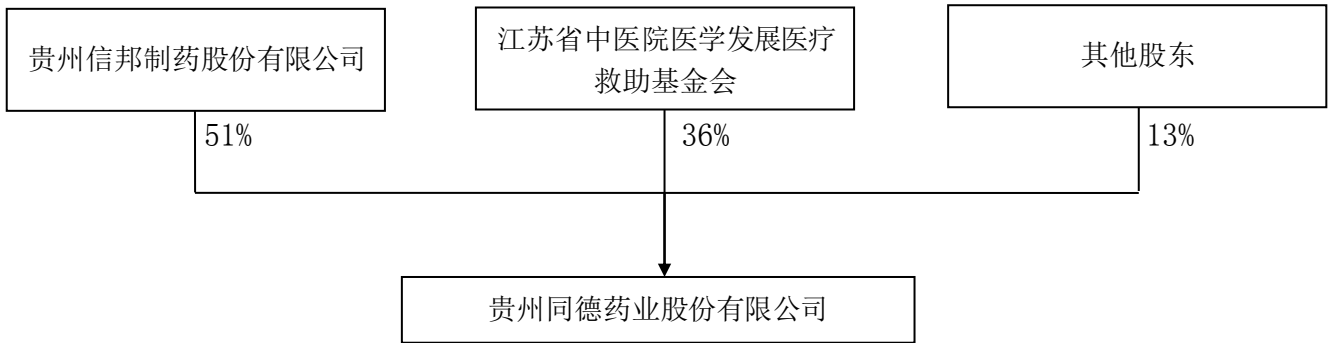 贵州信邦制药股份有限公司
江苏省中医院医学发展医疗
救助基金会
其他股东
51%
36%
13%
贵州同德药业股份有限公司